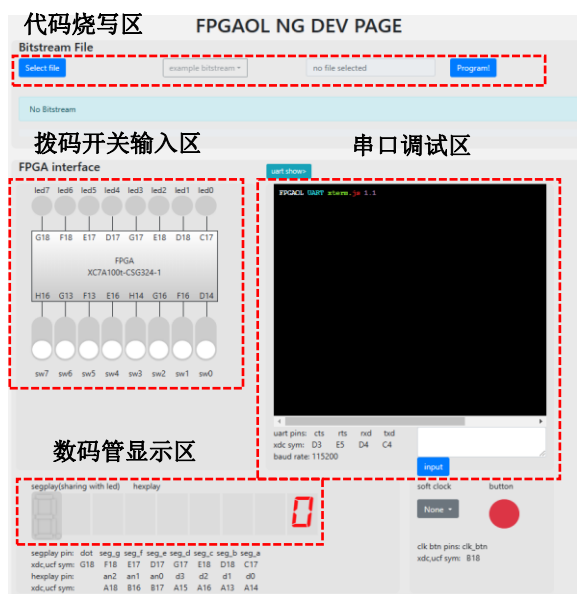 代码烧写区
FPGAOL NG DEV PAGE
Bitstream File
Select file
example bitstream
no file selected
Program!
No Bitstream
拨码开关输入区
串口调试区
FPGA interface
uart show>
led7 led6 led5 led4 led3 led2 led1 led0
G18 F18 E17 D17 G17 E18 D18 C17
FPGA
XC7A100t-CSG324-1
H16 G13 F13 E16 H14 G16 F16 D14
sw7 sw6 sw5 sw4 sw3 sw2 sw1 sw0
FPGAOL UART xterm.js 1.1
uart pins: cts rts rxd txd
xdc sym: D3 E5 D4 C4
baud rate: 115200
input
数码管显示区
segplay(sharing with led) hexplay
0
soft clock button
None
clk btn pins: clk_btn
xdc,ucf sym: B18
segplay pin: dot seg_g seg_f seg_e seg_d seg_c seg_b seg_a
xdc,ucf sym: G18 F18 E17 D17 G17 E18 D18 C17
hexplay pin: an2 an1 an0 d3 d2 d1 d0
xdc,ucf sym: A18 B16 B17 A15 A16 A13 A14